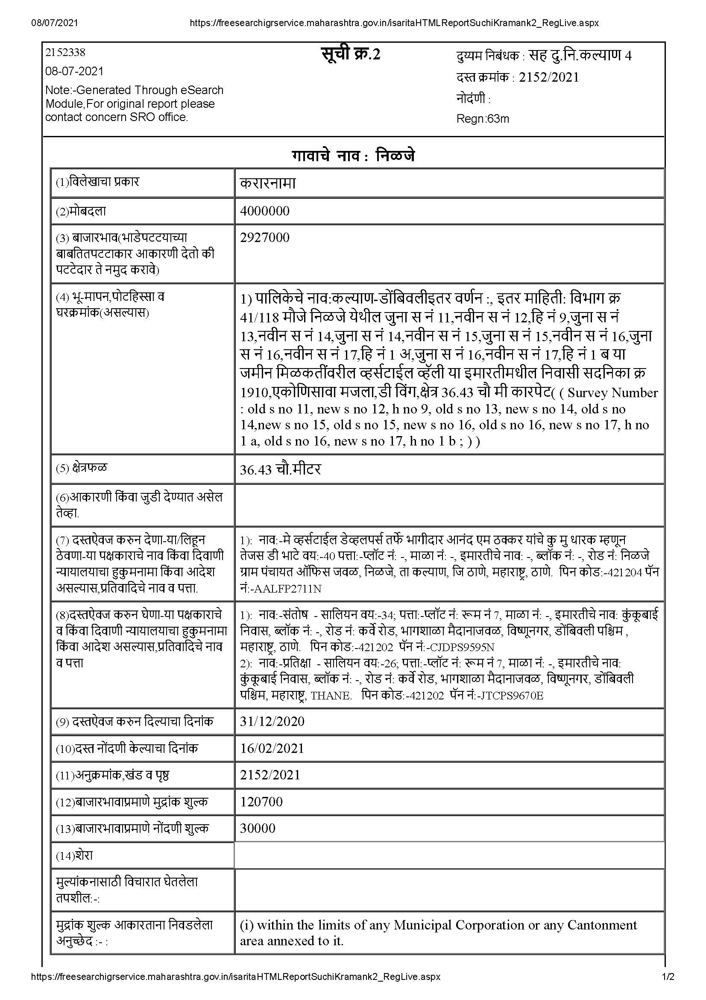 08/07/2021 https://freesearchigrservice.maharashtra.gov.in/isaritaHTMLReportSuchiKramank2_RegLive.aspx
2152338
08-07-2021
Note:-Generated Through eSearch
Module,For original report please
contact concern SRO office.
सूची क्र.2
दुय्यम निबंधक : सह दु.नि.कल्याण 4
दस्त क्रमांक : 2152/2021
नोदंणी :
Regn:63m
गावाचे नाव : निळजे
(1)विलेखाचा प्रकार
करारनामा
(2)मोबदला
4000000
(3) बाजारभाव(भाडेपटटयाच्या
बाबतितपटटाकार आकारणी देतो की
पटटेदार ते नमुद करावे)
2927000
(4) भू-मापन,पोटहिस्सा व
घरक्रमांक(असल्यास)
1) पालिकेचे नाव:कल्याण-डोंबिवलीइतर वर्णन :, इतर माहिती: विभाग क्र
41/118 मौजे निळजे येथील जुना स नं 11,नवीन स नं 12,हि नं 9,जुना स नं
13,नवीन स नं 14,जुना स नं 14,नवीन स नं 15,जुना स नं 15,नवीन स नं 16,जुना
स नं 16,नवीन स नं 17,हि नं 1 अ,जुना स नं 16,नवीन स नं 17,हि नं 1 ब या
जमीन मिळकतींवरील व्हर्सटाईल व्हॅली या इमारतीमधील निवासी सदनिका क्र
1910,एकोणिसावा मजला,डी विंग,क्षेत्र 36.43 चौ मी कारपेट( ( Survey Number
: old s no 11, new s no 12, h no 9, old s no 13, new s no 14, old s no
14,new s no 15, old s no 15, new s no 16, old s no 16, new s no 17, h no
1 a, old s no 16, new s no 17, h no 1 b ; ) )
(5) क्षेत्रफळ
36.43 चौ.मीटर
(6)आकारणी किंवा जुडी देण्यात असेल
तेव्हा.
(7) दस्तऐवज करुन देणा-या/लिहून
ठेवणा-या पक्षकाराचे नाव किंवा दिवाणी
न्यायालयाचा हुकुमनामा किंवा आदेश
असल्यास,प्रतिवादिचे नाव व पत्ता.
1): नाव:-मे व्हर्सटाईल डेव्हलपर्स तर्फे भागीदार आनंद एम ठक्कर यांचे कु मु धारक म्हणून
तेजस डी भाटे वय:-40 पत्ता:-प्लॉट नं: -, माळा नं: -, इमारतीचे नाव: -, ब्लॉक नं: -, रोड नं: निळजे
ग्राम पंचायत ऑफिस जवळ, निळजे, ता कल्याण, जि ठाणे, महाराष्ट्र, ठाणे. पिन कोड:-421204 पॅन
नं:-AALFP2711N
(8)दस्तऐवज करुन घेणा-या पक्षकाराचे
व किंवा दिवाणी न्यायालयाचा हुकुमनामा
किंवा आदेश असल्यास,प्रतिवादिचे नाव
व पत्ता
1): नाव:-संतोष - सालियन वय:-34; पत्ता:-प्लॉट नं: रूम नं 7, माळा नं: -, इमारतीचे नाव: कुंकूबाई
निवास, ब्लॉक नं: -, रोड नं: कर्वे रोड, भागशाळा मैदानाजवळ, विष्णूनगर, डोंबिवली पश्चिम ,
महाराष्ट्र, ठाणे. पिन कोड:-421202 पॅन नं:-CJDPS9595N
2): नाव:-प्रतिक्षा - सालियन वय:-26; पत्ता:-प्लॉट नं: रूम नं 7, माळा नं: -, इमारतीचे नाव:
कुंकूबाई निवास, ब्लॉक नं: -, रोड नं: कर्वे रोड, भागशाळा मैदानाजवळ, विष्णूनगर, डोंबिवली
पश्चिम, महाराष्ट्र, THANE. पिन कोड:-421202 पॅन नं:-JTCPS9670E
(9) दस्तऐवज करुन दिल्याचा दिनांक
31/12/2020
(10)दस्त नोंदणी केल्याचा दिनांक
16/02/2021
(11)अनुक्रमांक,खंड व पृष्ठ
2152/2021
(12)बाजारभावाप्रमाणे मुद्रांक शुल्क
120700
(13)बाजारभावाप्रमाणे नोंदणी शुल्क
30000
(14)शेरा
मुल्यांकनासाठी विचारात घेतलेला
तपशील:-:
मुद्रांक शुल्क आकारताना निवडलेला
अनुच्छेद :- :
(i) within the limits of any Municipal Corporation or any Cantonment
area annexed to it.
https://freesearchigrservice.maharashtra.gov.in/isaritaHTMLReportSuchiKramank2_RegLive.aspx 1/2